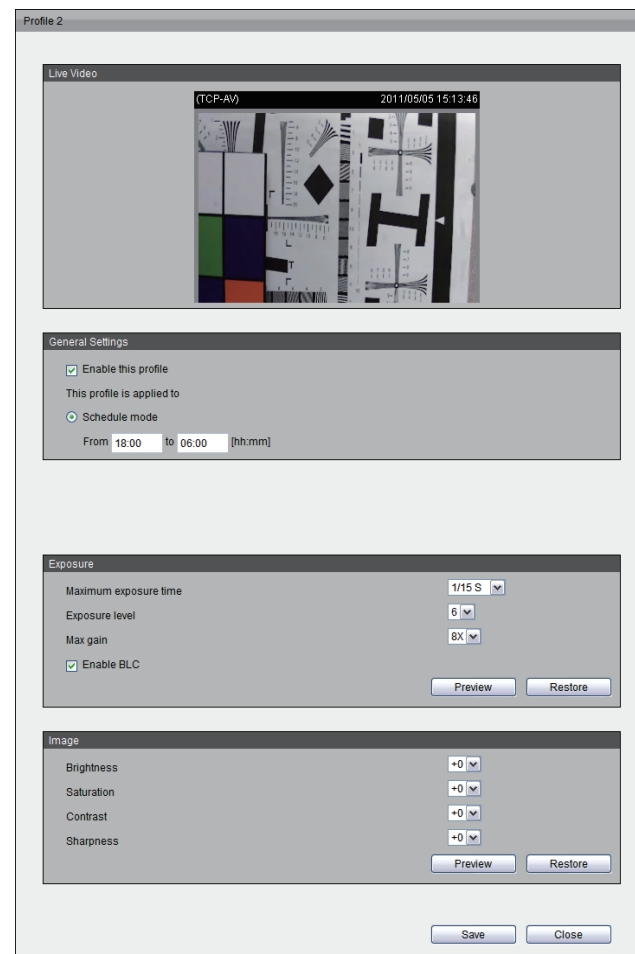 Profile 2
Live Video
(TCP-AV) 2011/05/05 15:13:46
General Settings
Enable this profile
This profile is applied to
Schedule mode
From 18:00 to 06:00 [hh:mm]
Exposure
Maximum exposure time 1/15 S
Exposure level 6
Max gain 8X
Enable BLC
Preview Restore
Image
Brightness +0
Saturation +0
Contrast +0
Sharpness +0
Preview Restore
Save Close